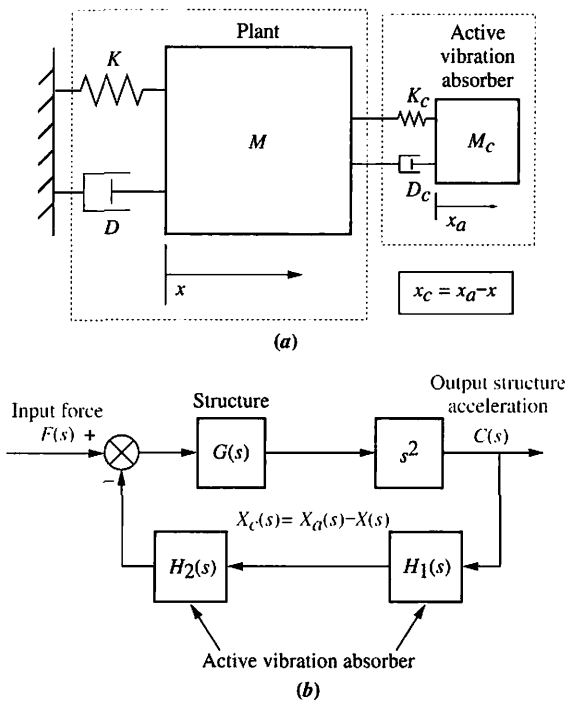 Plant
Active
vibration
absorber
K
K_c
M
M_c
D
D_c
x_a
x
x_c = x_a−x
(a)
Structure
Output structure
acceleration
Input force
F(s) +
C(s)
G(s)
s^2
−
X_c(s) = X_a(s)−X(s)
H_2(s)
H_1(s)
Active vibration absorber
(b)